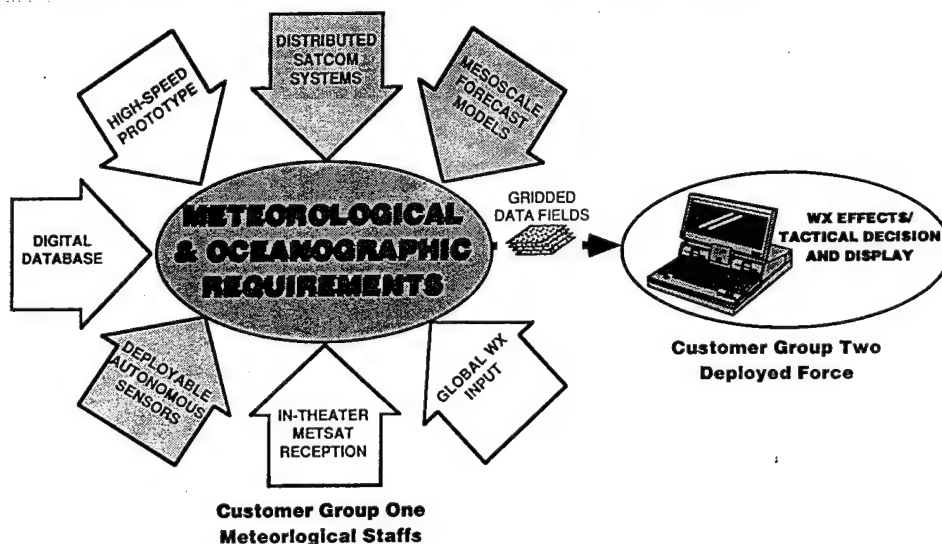 DISTRIBUTED
SATCOM
SYSTEMS
HIGH-SPEED
PROTOTYPE
MESOSCALE
FORECAST
MODELS
METEOROLOGICAL
& OCEANOGRAPHIC
REQUIREMENTS
GRIDDED
DATA FIELDS
WX EFFECTS/
TACTICAL DECISION
AND DISPLAY
DIGITAL
DATABASE
DEPLOYABLE
AUTONOMOUS
SENSORS
IN-THEATER
METSAT
RECEPTION
GLOBAL WX
INPUT
Customer Group Two
Deployed Force
Customer Group One
Meteorlogical Staffs